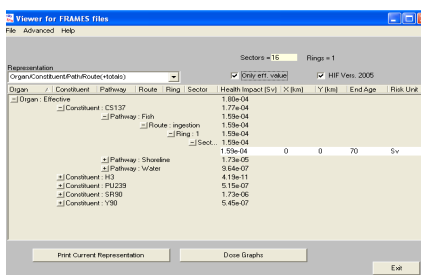 Viewer for FRAMES files
File Advanced Help
Sectors = 16 Rings = 1
Representation
Organ/Constituent/Path/Route(+totals) Only eff. value HIF Vers. 2005
Organ / Constituent Pathway Route Ring Sector Health Impact (Sv) X (km) Y (km) End Age Risk Unit
Organ : Effective 1.80e-04
Constituent : CS137 1.77e-04
Pathway : Fish 1.59e-04
Route : ingestion 1.59e-04
Ring : 1 1.59e-04
Sect... 1.59e-04
1.59e-04 0 0 70 Sv
Pathway : Shoreline 1.73e-05
Pathway : Water 9.64e-07
Constituent : H3 4.19e-11
Constituent : PU239 5.15e-07
Constituent : SR90 1.73e-06
Constituent : Y90 5.45e-07
Print Current Representation Dose Graphs
Exit